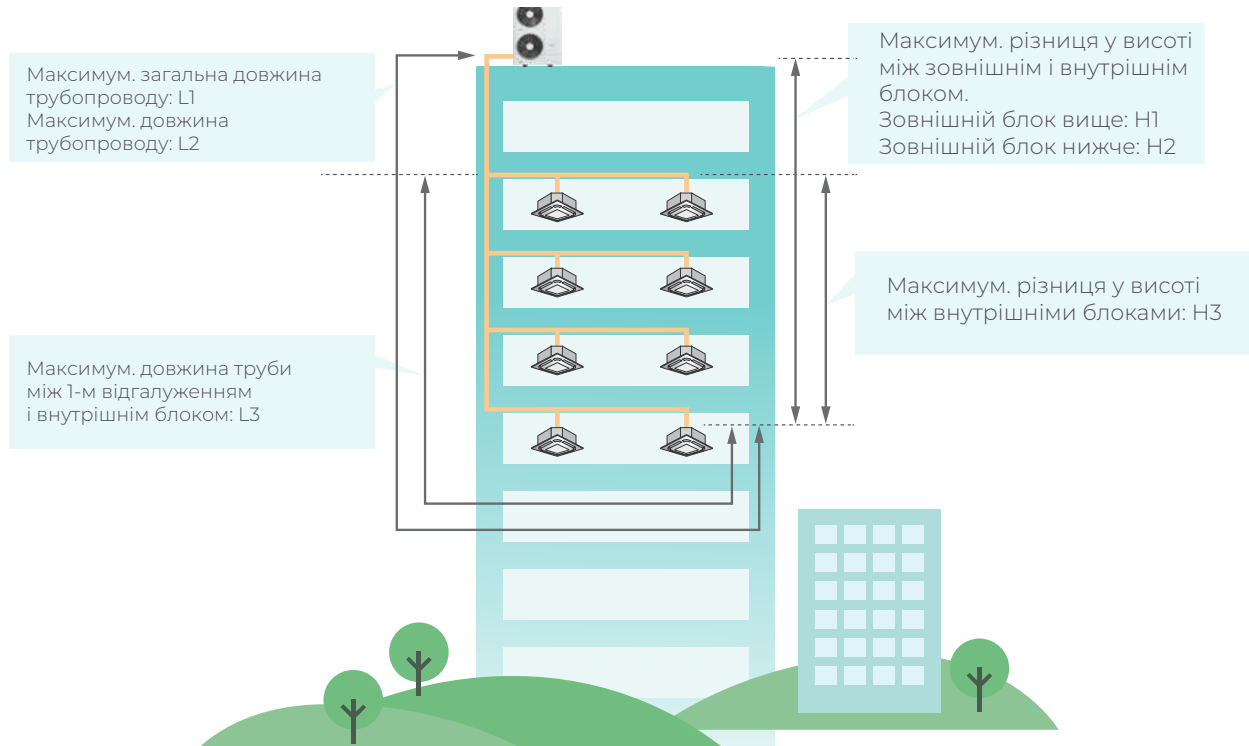 Максимум. загальна довжина
трубопроводу: L1
Максимум. довжина
трубопроводу: L2
Максимум. різниця у висоті
між зовнішнім і внутрішнім
блоком.
Зовнішній блок вище: H1
Зовнішній блок нижче: H2
Максимум. різниця у висоті
між внутрішніми блоками: H3
Максимум. довжина труби
між 1-м відгалуженням
і внутрішнім блоком: L3